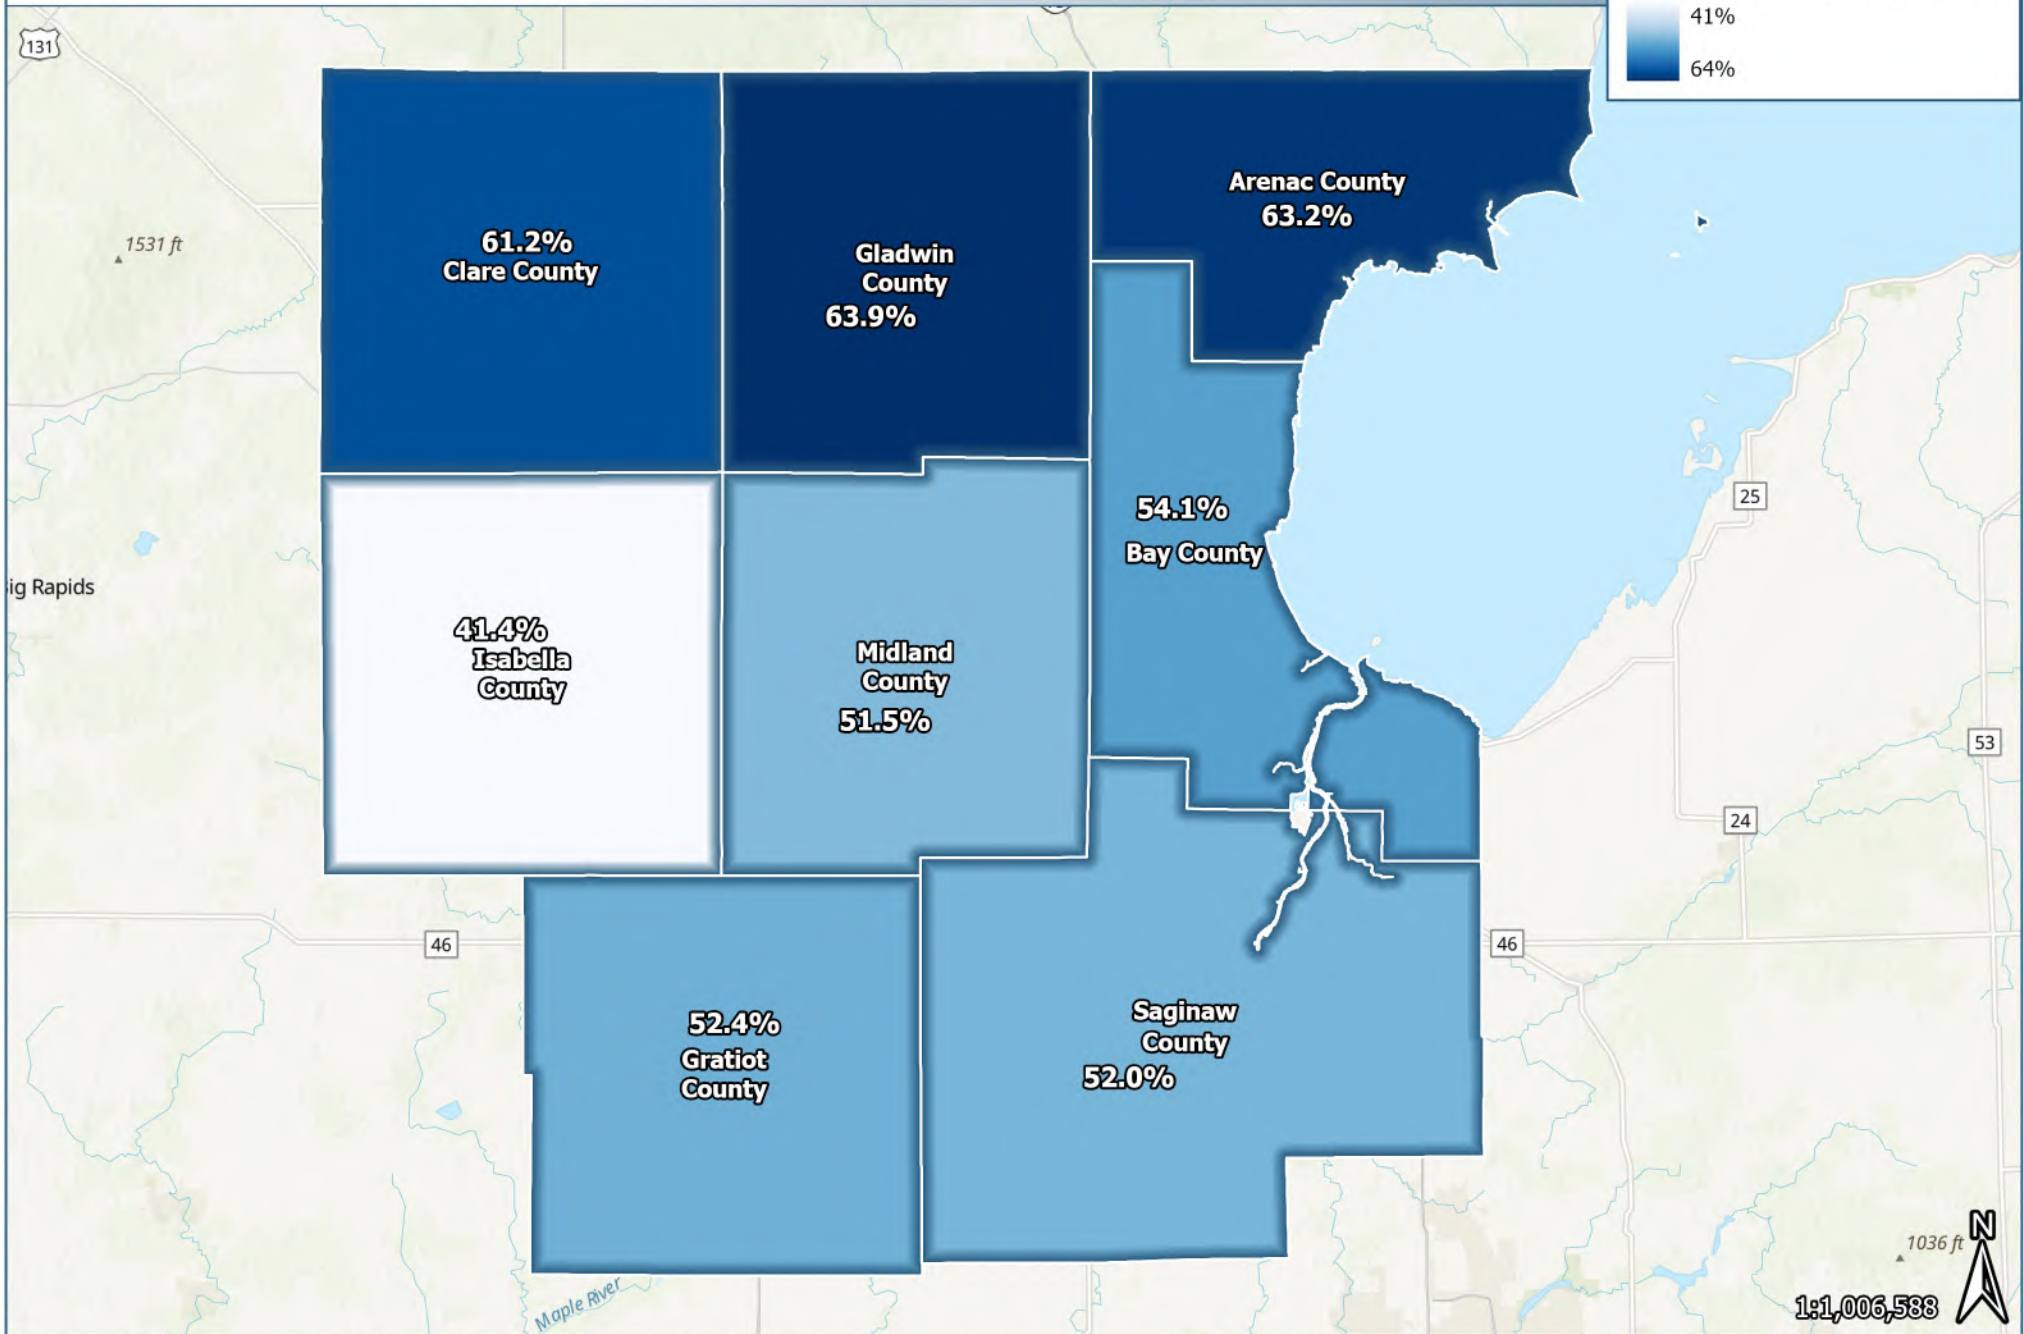 41%
64%
131
Arenac County
63.2%
61.2%
Clare County
Gladwin
County
63.9%
1531 ft
54.1%
Bay County
25
ig Rapids
41.4%
Isabella
County
Midland
County
51.5%
53
24
46
46
52.4%
Gratiot
County
Saginaw
County
52.0%
N
1036 ft
Maple River
1:1,006,588